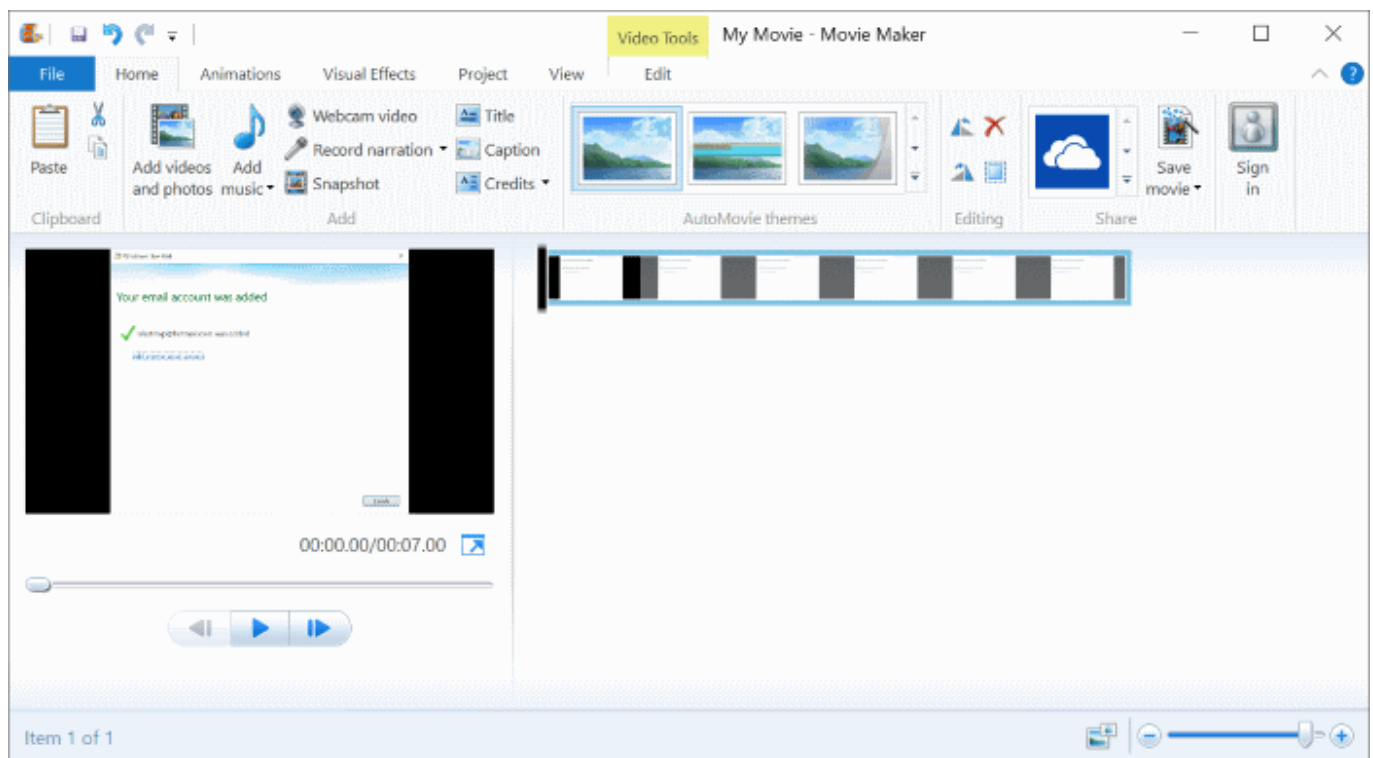 Video Tools My Movie - Movie Maker
File Home Animations Visual Effects Project View Edit
Paste
Add videos and photos
Add music
Webcam video
Record narration
Snapshot
Title
Caption
Credits
Save movie
Sign in
Clipboard Add AutoMovie themes Editing Share
Your email account was added
was added
00:00.00/00:07.00
Item 1 of 1